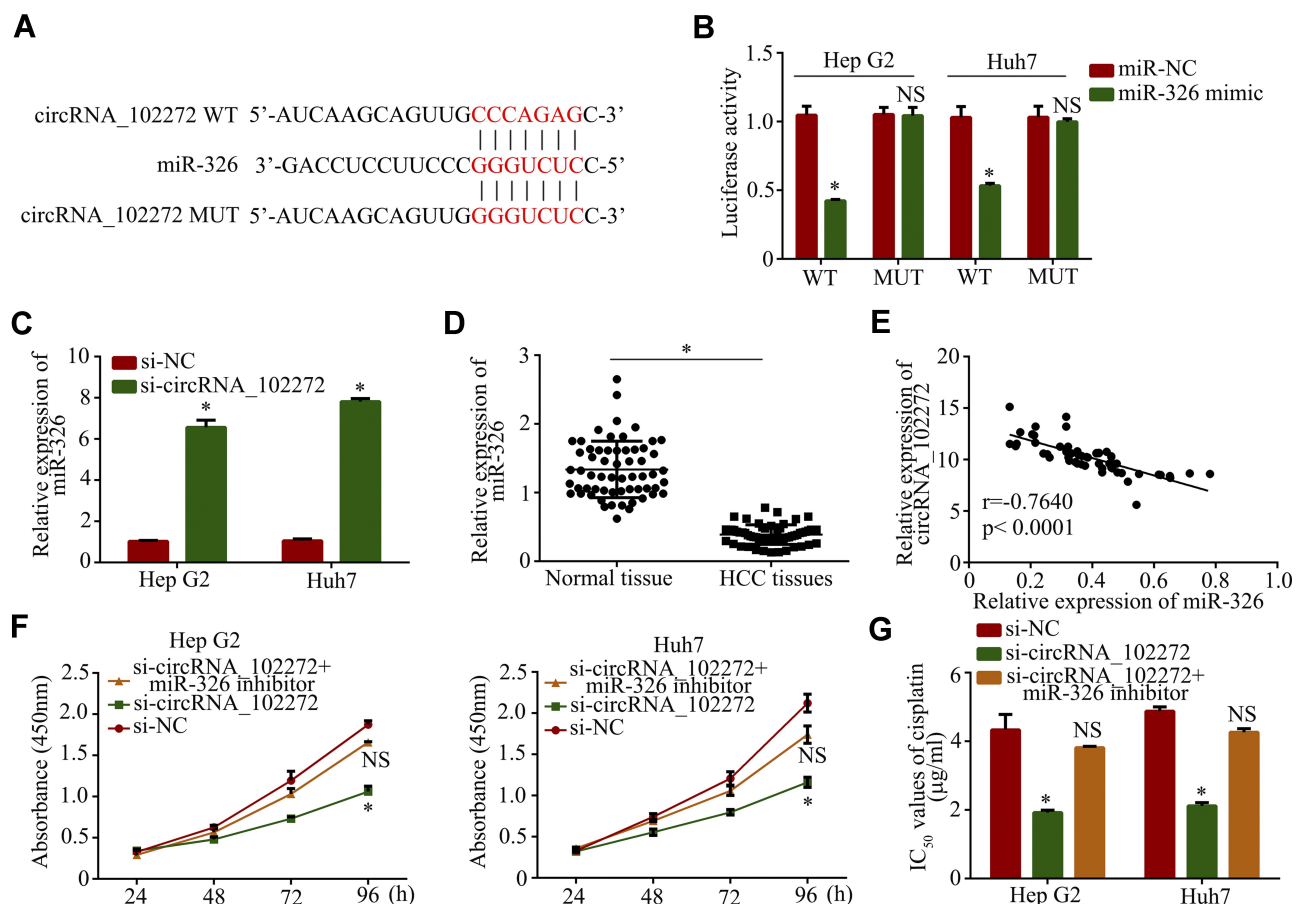 A
circRNA_102272 WT 5’-AUCAAGCAGUUGCCCAGAGC-3’
miR-326 3’-GACCUCCUUCCCGGGUCUCC-5’
circRNA_102272 MUT 5’-AUCAAGCAGUUGGGGUCUCC-3’
B
Luciferase activity
1.5
1.0
0.5
0
Hep G2
Huh7
miR-NC
miR-326 mimic
*
NS
*
NS
WT
MUT
WT
MUT
C
Relative expression of
miR-326
10
8
6
4
2
0
si-NC
si-circRNA_102272
*
*
Hep G2
Huh7
D
Relative expression of
miR-326
3
2
1
0
*
Normal tissue
HCC tissues
E
Relative expression of
circRNA_102272
20
15
10
5
0
r=-0.7640
p< 0.0001
0
0.2
0.4
0.6
0.8
1.0
Relative expression of miR-326
F
Hep G2
Absorbance (450nm)
2.5
2.0
1.5
1.0
0.5
0
si-circRNA_102272+
miR-326 inhibitor
si-circRNA_102272
si-NC
NS
*
24
48
72
96
(h)
Huh7
Absorbance (450nm)
2.5
2.0
1.5
1.0
0.5
0
si-circRNA_102272+
miR-326 inhibitor
si-circRNA_102272
si-NC
NS
*
24
48
72
96
(h)
G
si-NC
si-circRNA_102272
si-circRNA_102272+
miR-326 inhibitor
IC50 values of cisplatin
(μg/ml)
6
4
2
0
*
NS
*
NS
Hep G2
Huh7